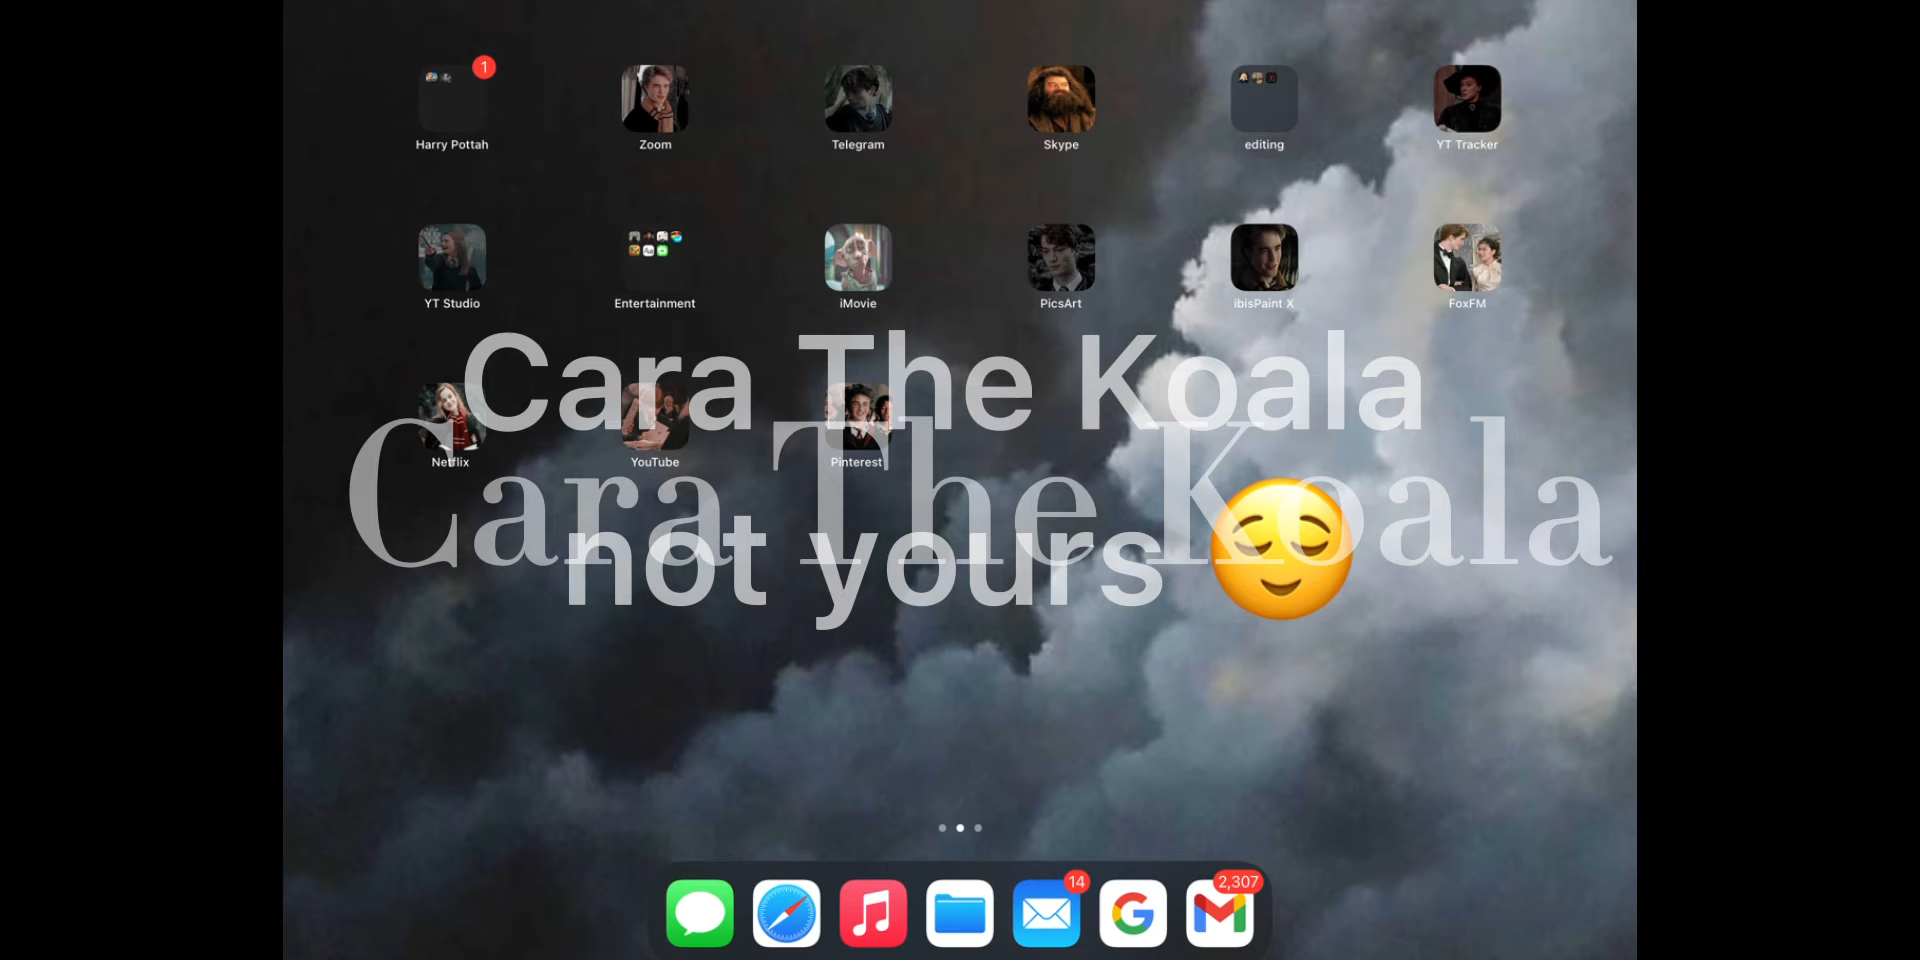 1
Harry Pottah
Zoom
Telegram
Skype
editing
YT Tracker
YT Studio
Entertainment
iMovie
PicsArt
ibisPaint X
FoxFM
Cara The Koala
Netflix
YouTube
Pinterest
Cara The Koala
not yours 😌
14
2,307